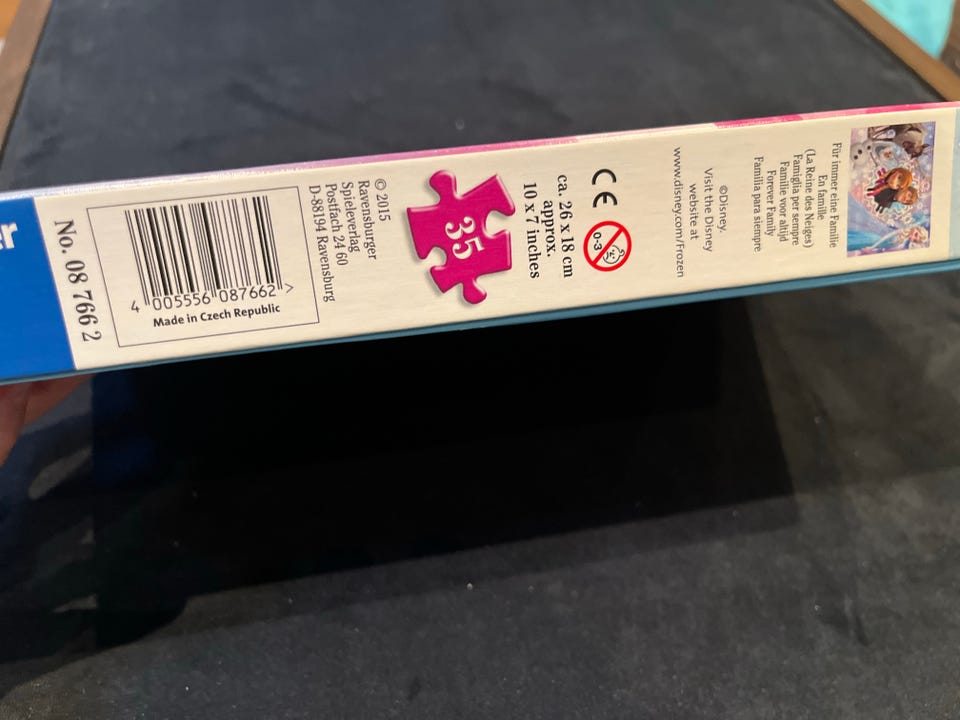 Für immer eine Familie
En famille
(La Reine des Neiges)
Famiglia per sempre
Familie voor altijd
Forever Family
Familia para siempre
©Disney.
Visit the Disney
website at
www.disney.com/Frozen
CE
0-3
ca. 26 x 18 cm
approx.
10 x 7 inches
35
© 2015
Ravensburger
Spieleverlag
Postfach 24 60
D-88194 Ravensburg
4 005556 087662 >
Made in Czech Republic
No. 08 766 2